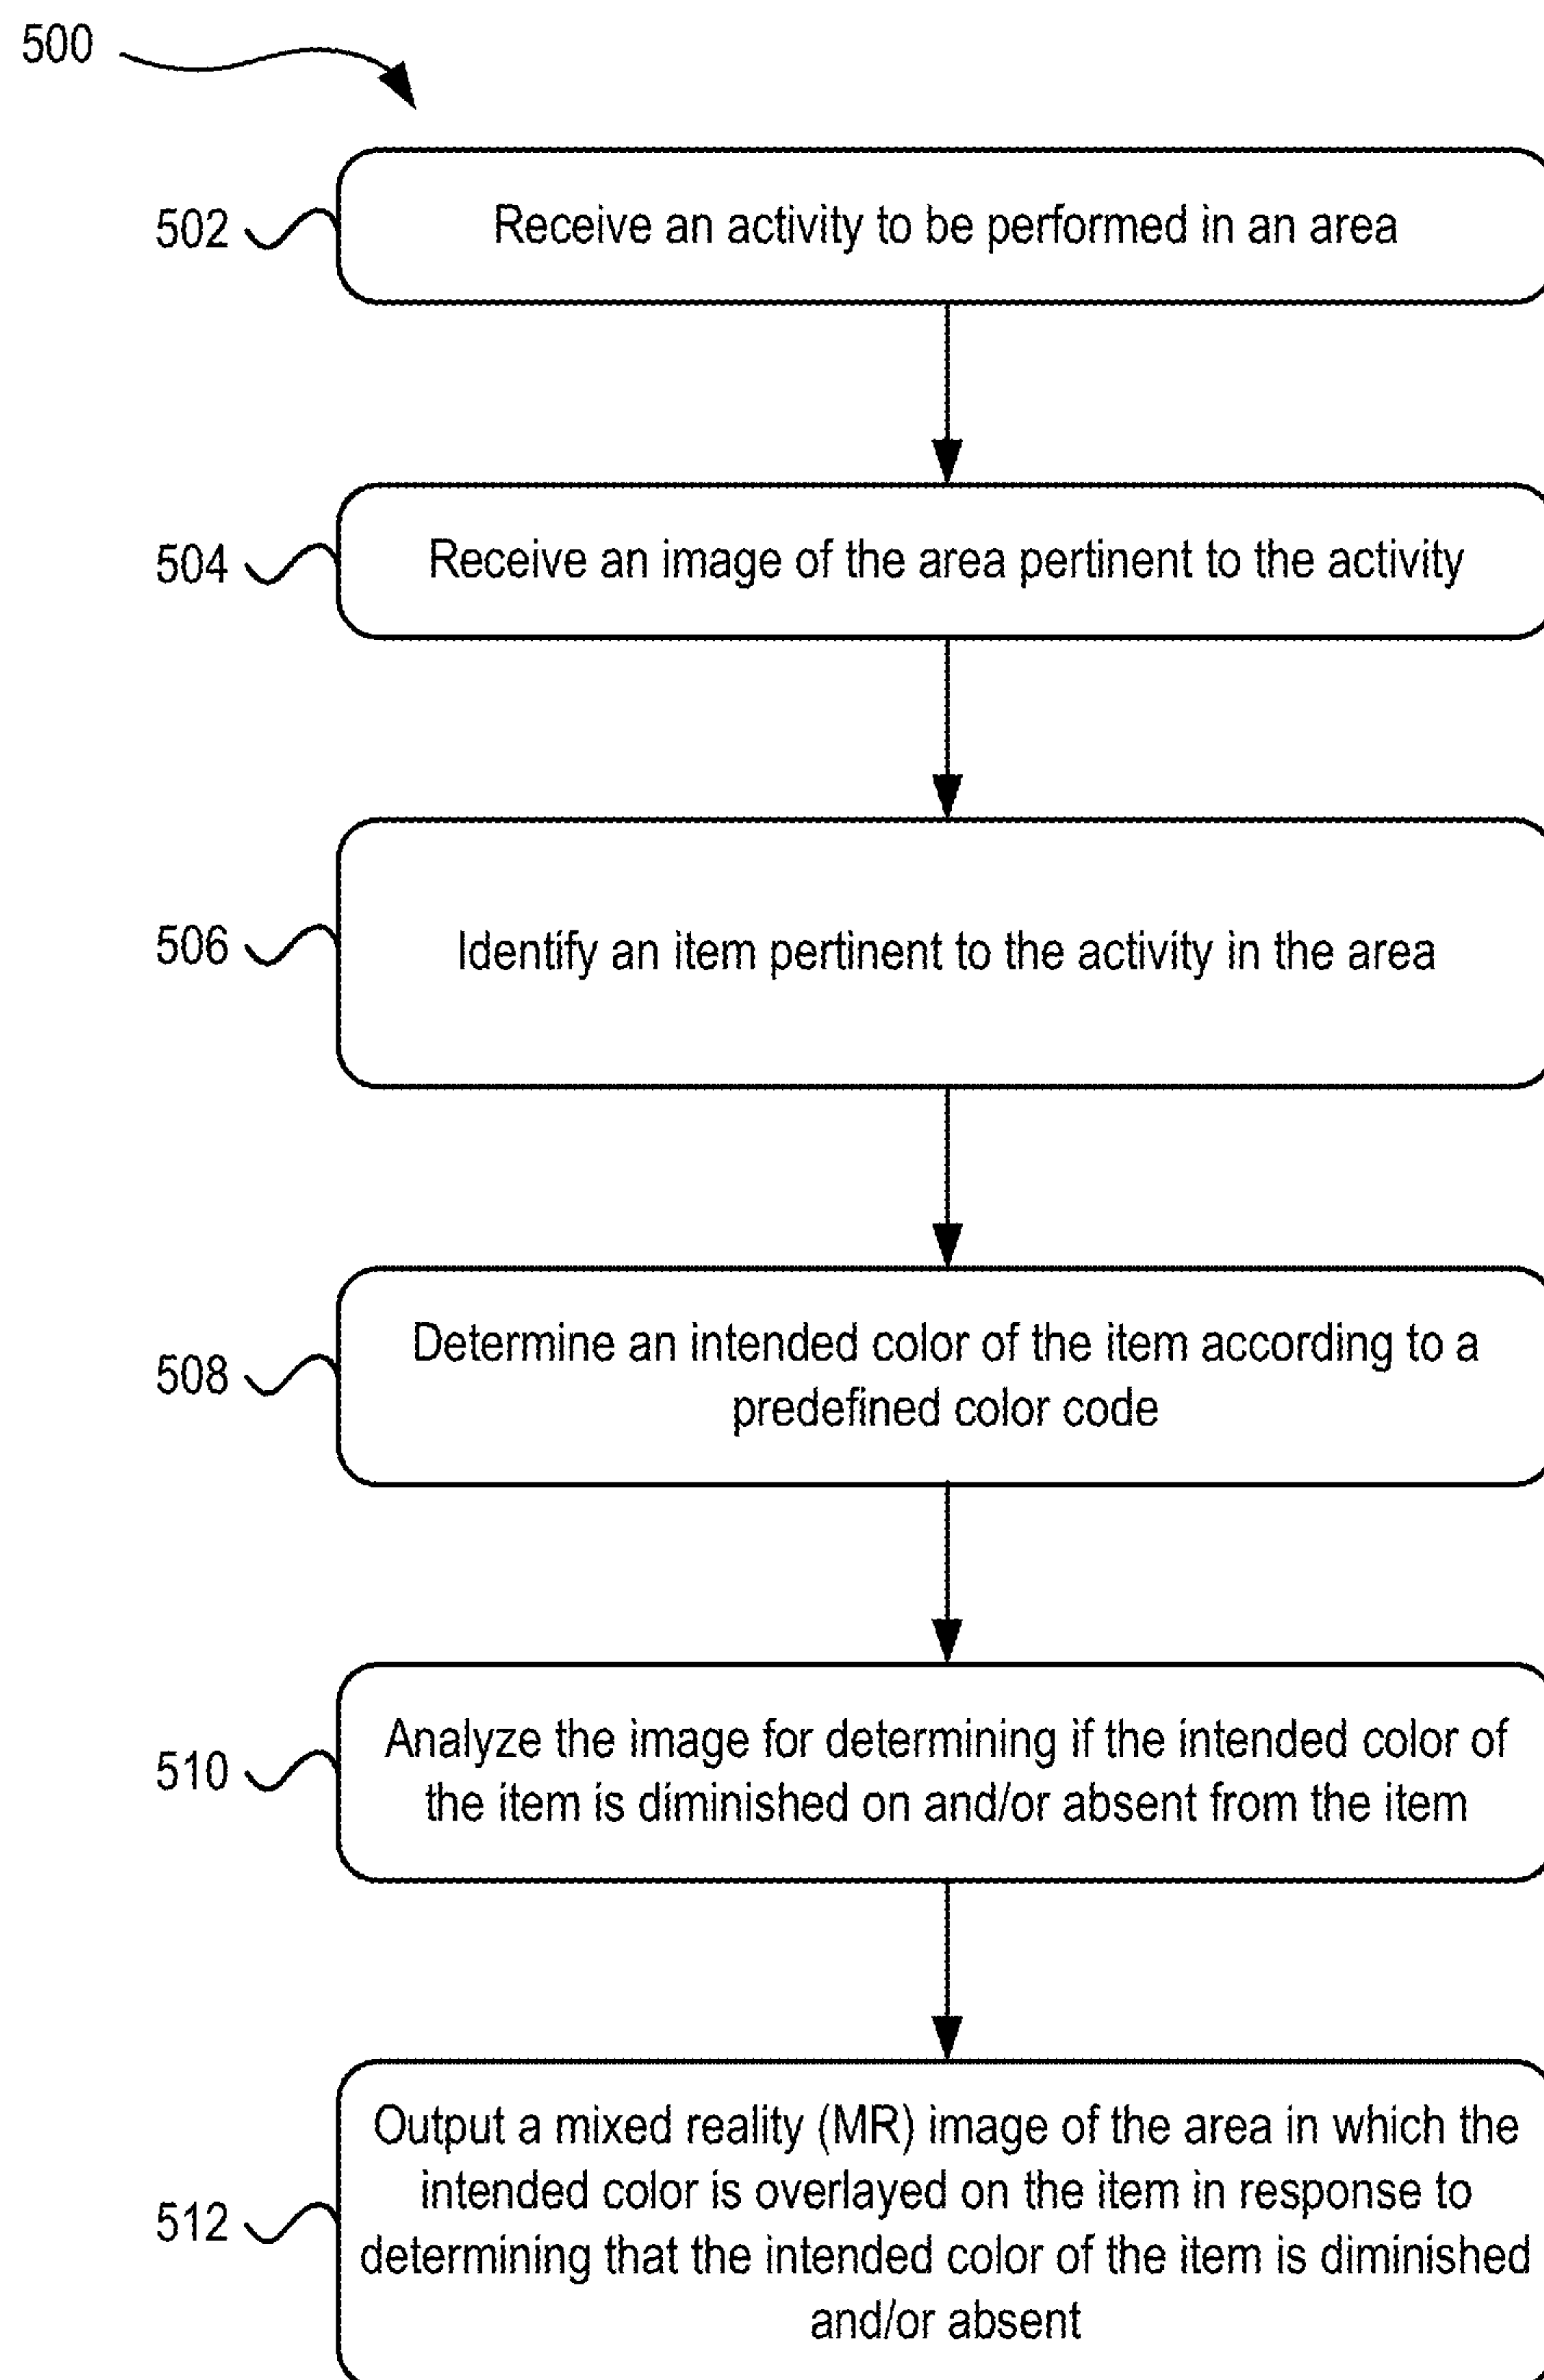 500
502
Receive an activity to be performed in an area
504
Receive an image of the area pertinent to the activity
506
Identify an item pertinent to the activity in the area
508
Determine an intended color of the item according to a
predefined color code
510
Analyze the image for determining if the intended color of
the item is diminished on and/or absent from the item
512
Output a mixed reality (MR) image of the area in which the
intended color is overlayed on the item in response to
determining that the intended color of the item is diminished
and/or absent